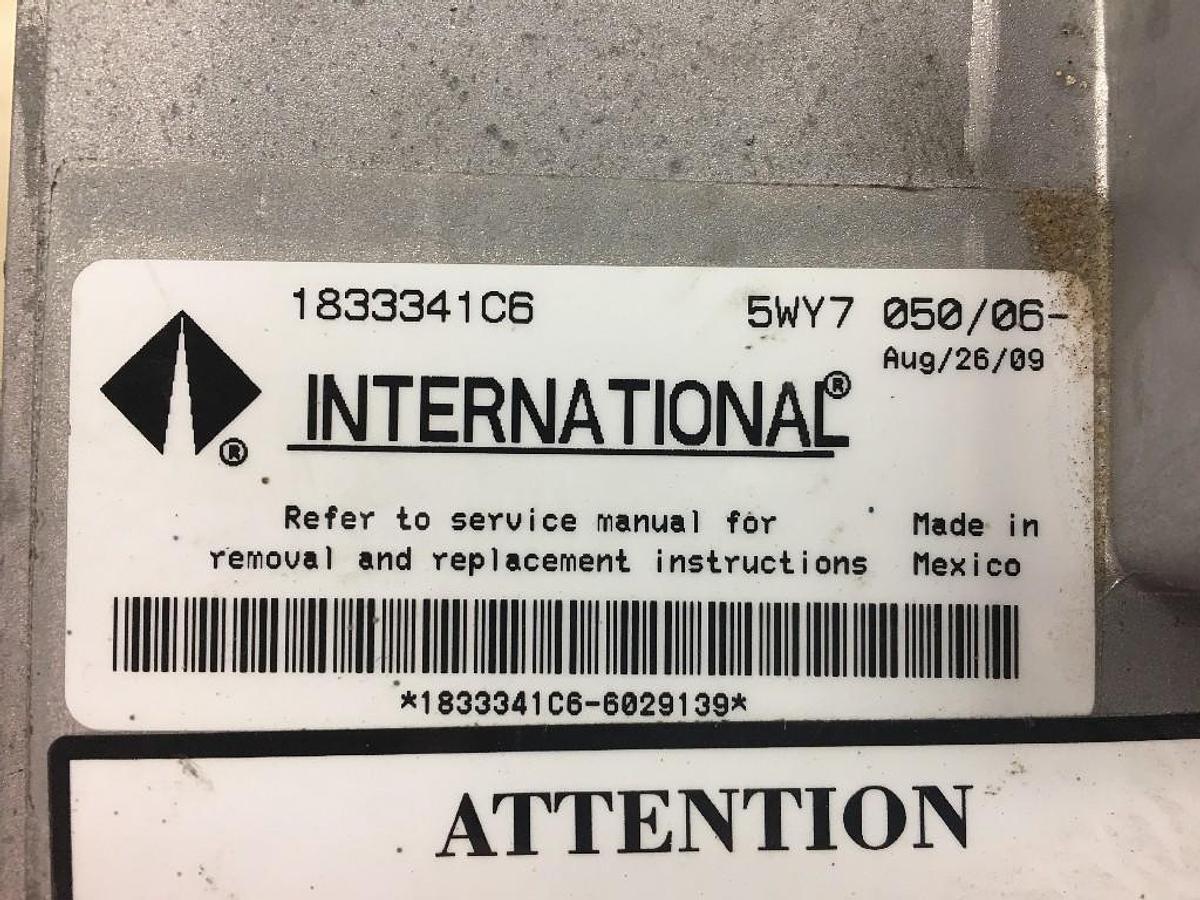 1833341C6 5WY7 050/06-
Aug/26/09
INTERNATIONAL®
®
Refer to service manual for Made in
removal and replacement instructions Mexico
*1833341C6-6029139*
ATTENTION